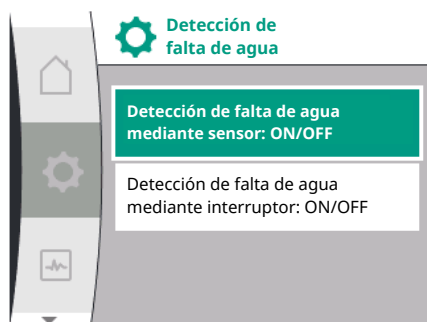 Detección de
falta de agua
Detección de falta de agua
mediante sensor: ON/OFF
Detección de falta de agua
mediante interruptor: ON/OFF